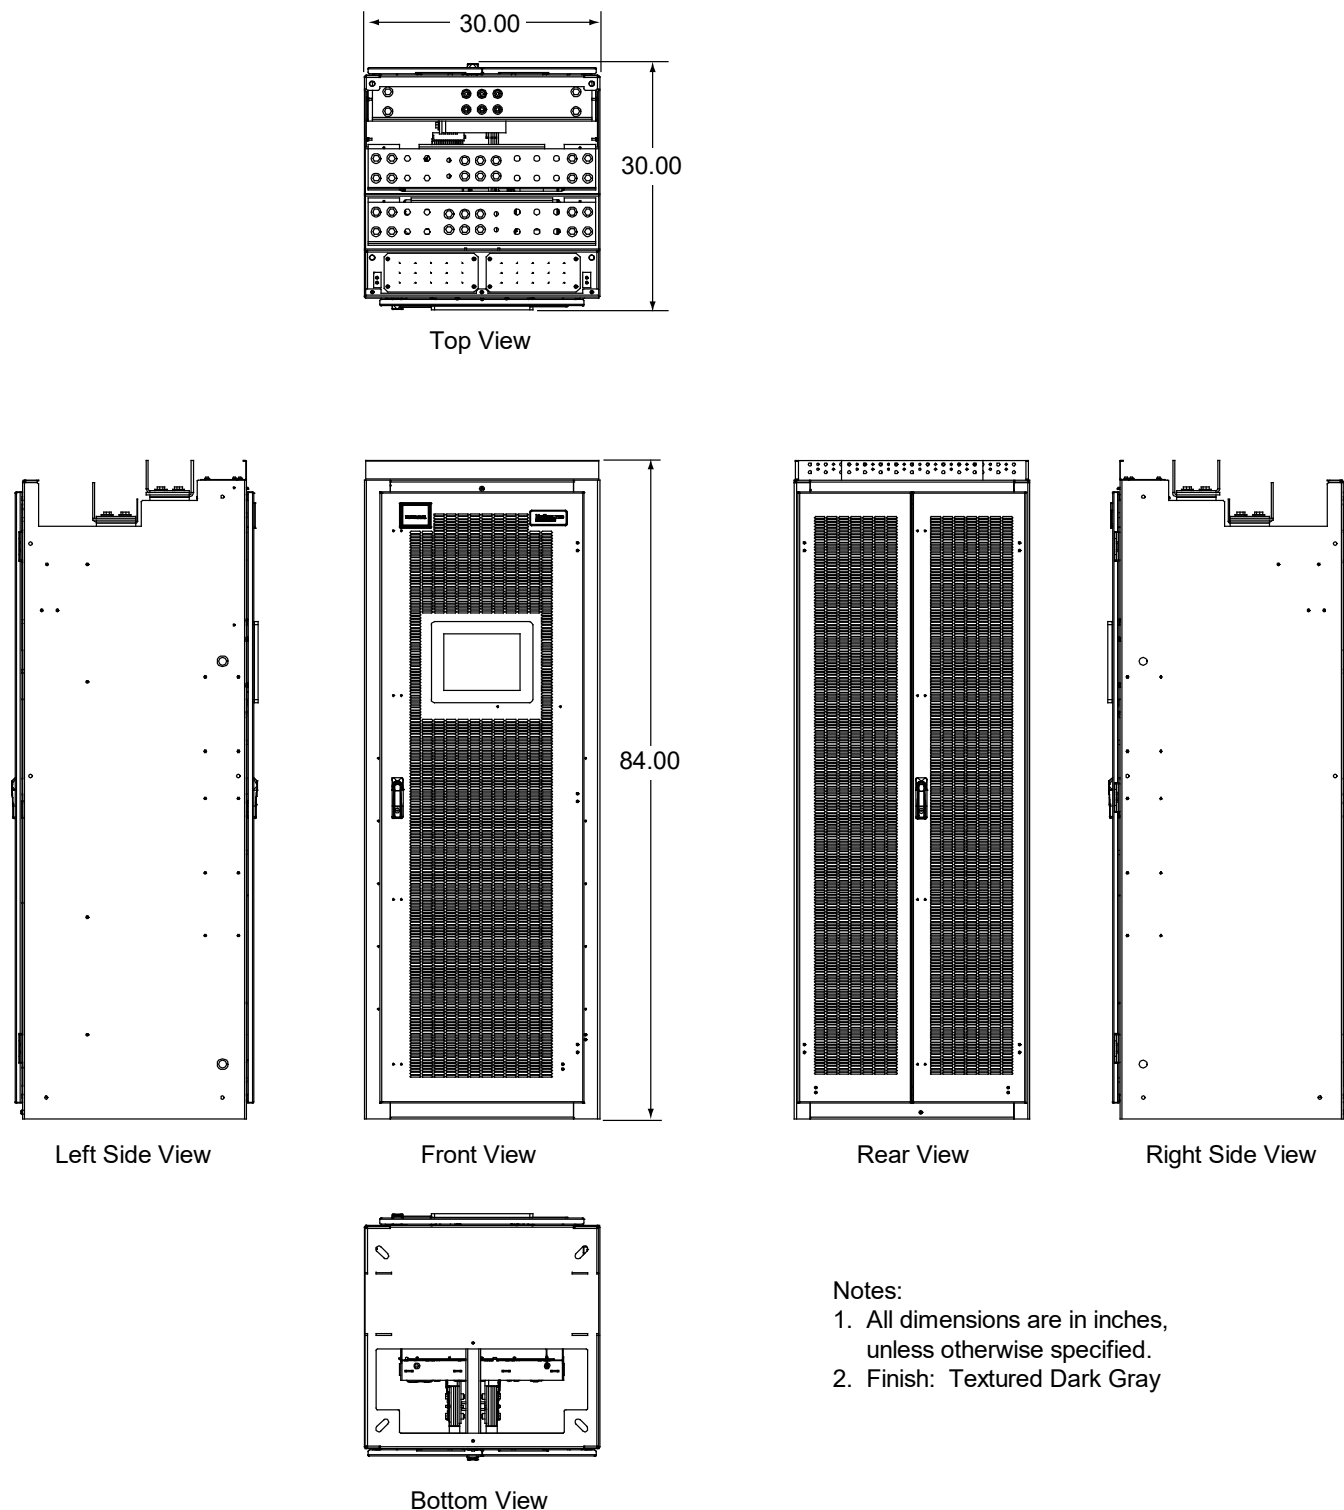 30.00
30.00
Top View
84.00
Left Side View
Front View
Rear View
Right Side View
Notes:
1. All dimensions are in inches,
unless otherwise specified.
2. Finish: Textured Dark Gray
Bottom View